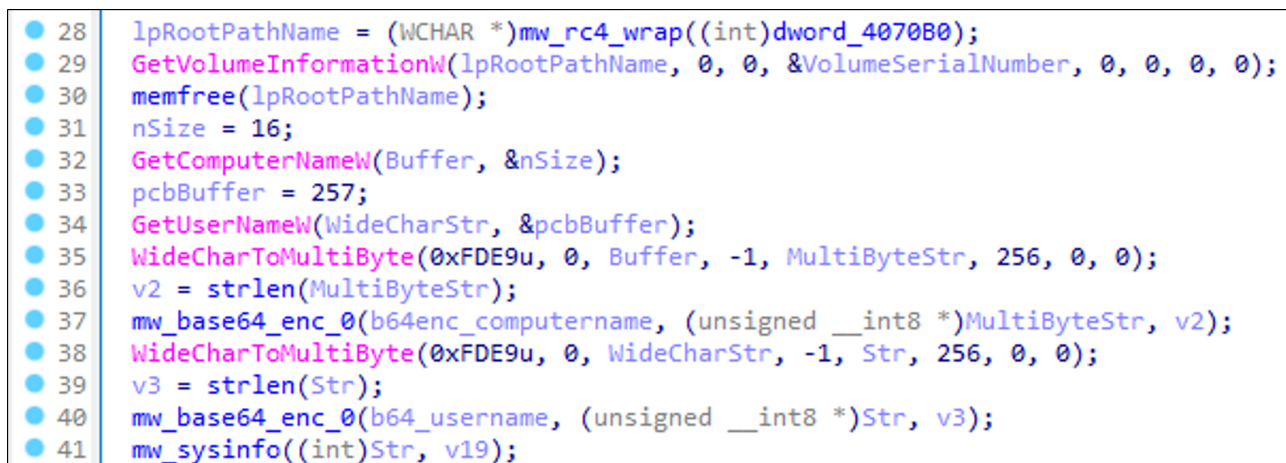 28 lpRootPathName = (WCHAR *)mw_rc4_wrap((int)dword_4070B0);
29 GetVolumeInformationW(lpRootPathName, 0, 0, &VolumeSerialNumber, 0, 0, 0, 0);
30 memfree(lpRootPathName);
31 nSize = 16;
32 GetComputerNameW(Buffer, &nSize);
33 pcbBuffer = 257;
34 GetUserNameW(WideCharStr, &pcbBuffer);
35 WideCharToMultiByte(0xFDE9u, 0, Buffer, -1, MultiByteStr, 256, 0, 0);
36 v2 = strlen(MultiByteStr);
37 mw_base64_enc_0(b64enc_computername, (unsigned __int8 *)MultiByteStr, v2);
38 WideCharToMultiByte(0xFDE9u, 0, WideCharStr, -1, Str, 256, 0, 0);
39 v3 = strlen(Str);
40 mw_base64_enc_0(b64_username, (unsigned __int8 *)Str, v3);
41 mw_sysinfo((int)Str, v19);